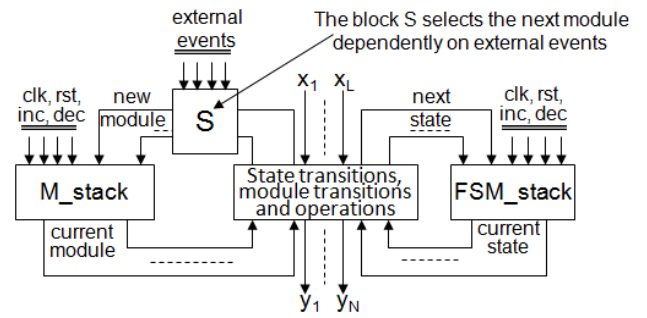 external
events
The block S selects the next module
dependently on external events
clk, rst,
inc, dec
new
module
S
x1
xL
next
state
clk, rst,
inc, dec
M_stack
State transitions,
module transitions
and operations
FSM_stack
current
module
current
state
y1
yN